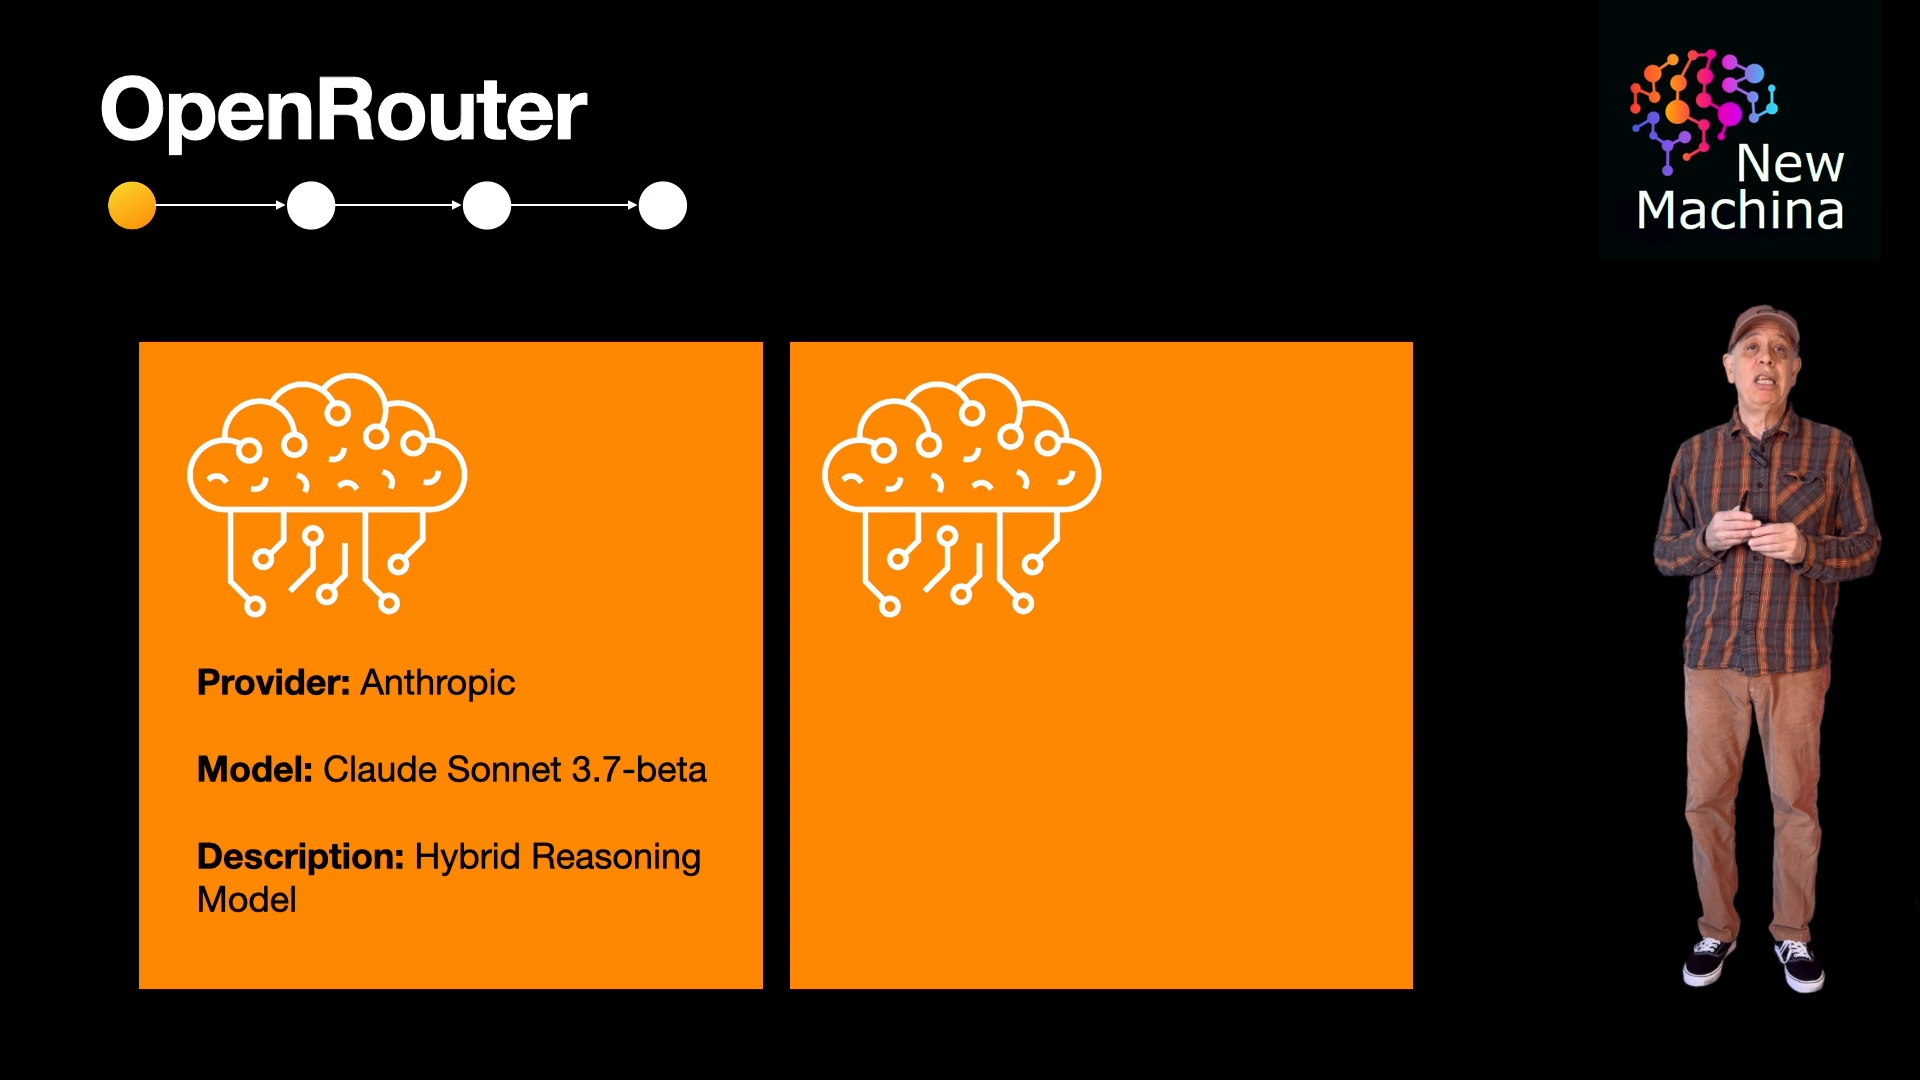 OpenRouter
New
Machina
Provider: Anthropic
Model: Claude Sonnet 3.7-beta
Description: Hybrid Reasoning
Model